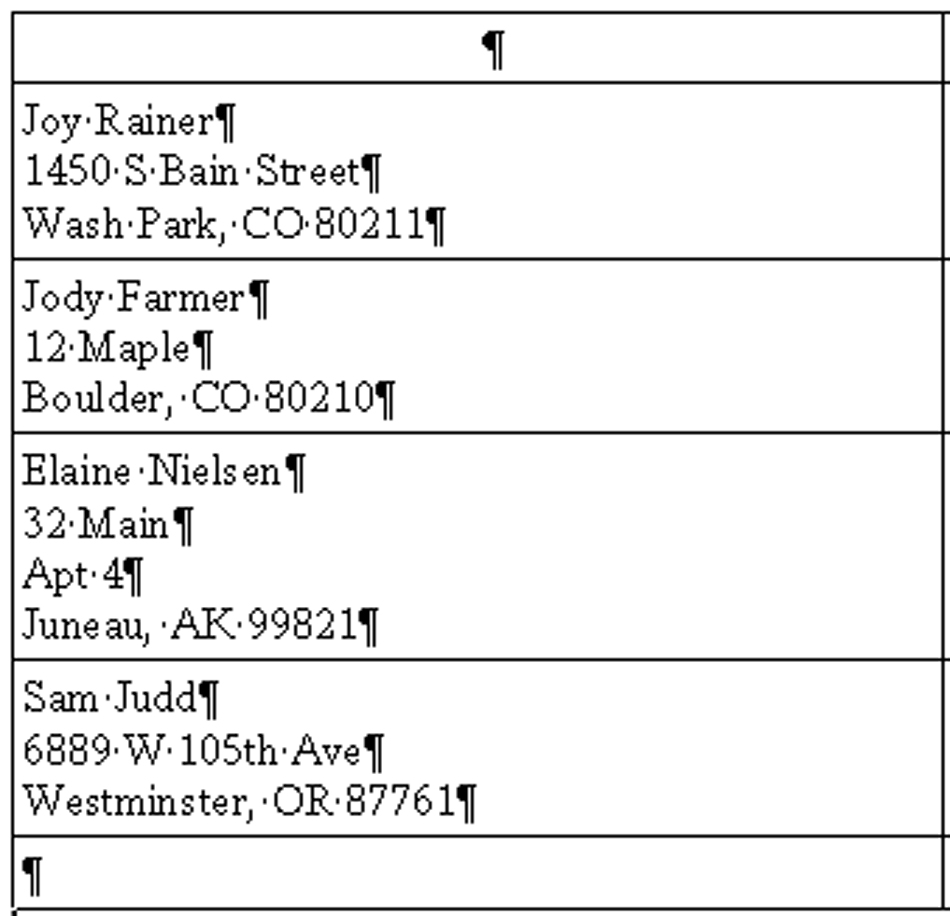 ¶
Joy·Rainer¶
1450·S·Bain·Street¶
Wash·Park,·CO·80211¶
Jody·Farmer¶
12·Maple¶
Boulder,·CO·80210¶
Elaine·Nielsen¶
32·Main¶
Apt·4¶
Juneau,·AK·99821¶
Sam·Judd¶
6889·W·105th·Ave¶
Westminster,·OR·87761¶
¶